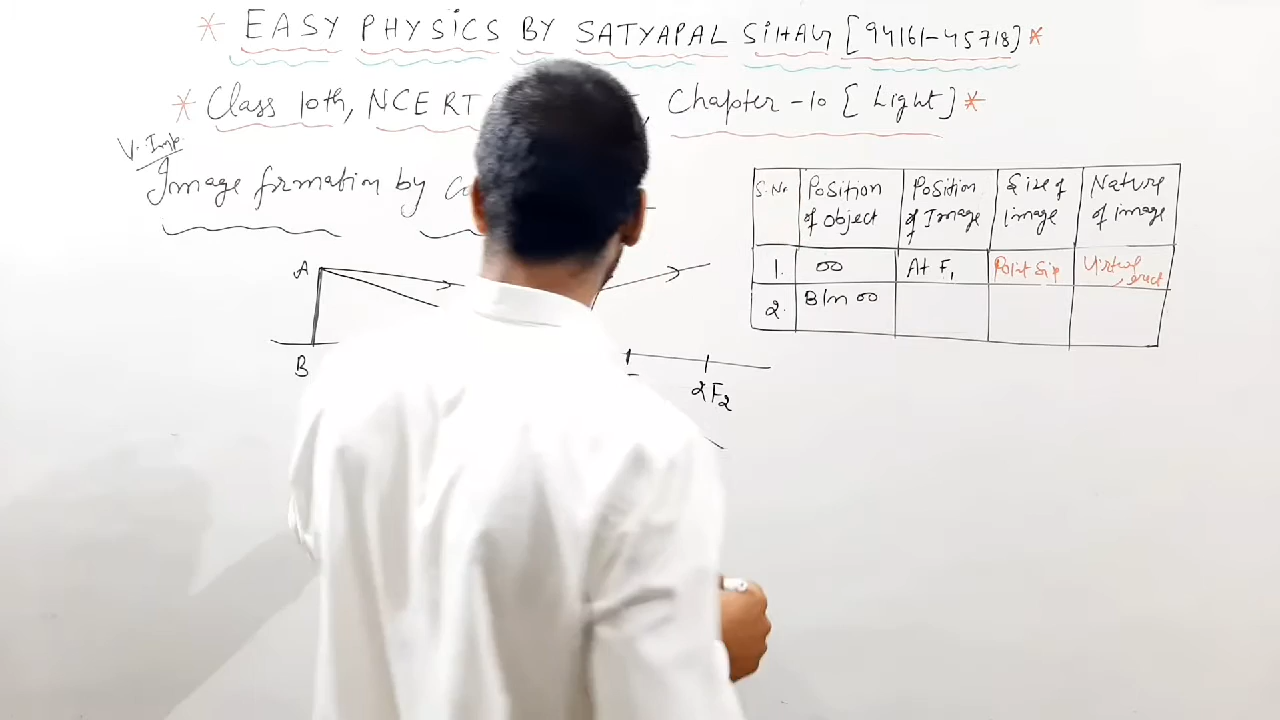 * EASY PHYSICS BY SATYAPAL SIHAG [94161-45718] *
* Class 10th, NCERT , Chapter -10 [ Light ] *
V. Imp.
Image formation by
S.No Position of Object Position of Image Size of image Nature of image
1. ∞ At F₁ Point Size Virtual, erect
2. B/n ∞
A
B
2F₂